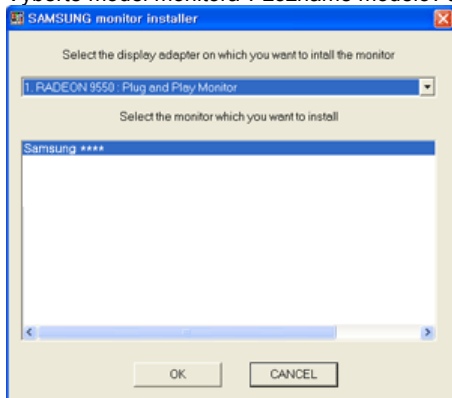 SAMSUNG monitor installer
Select the display adapter on which you want to intall the monitor
1. RADEON 9550 : Plug and Play Monitor
Select the monitor which you want to install
Samsung ****
OK
CANCEL